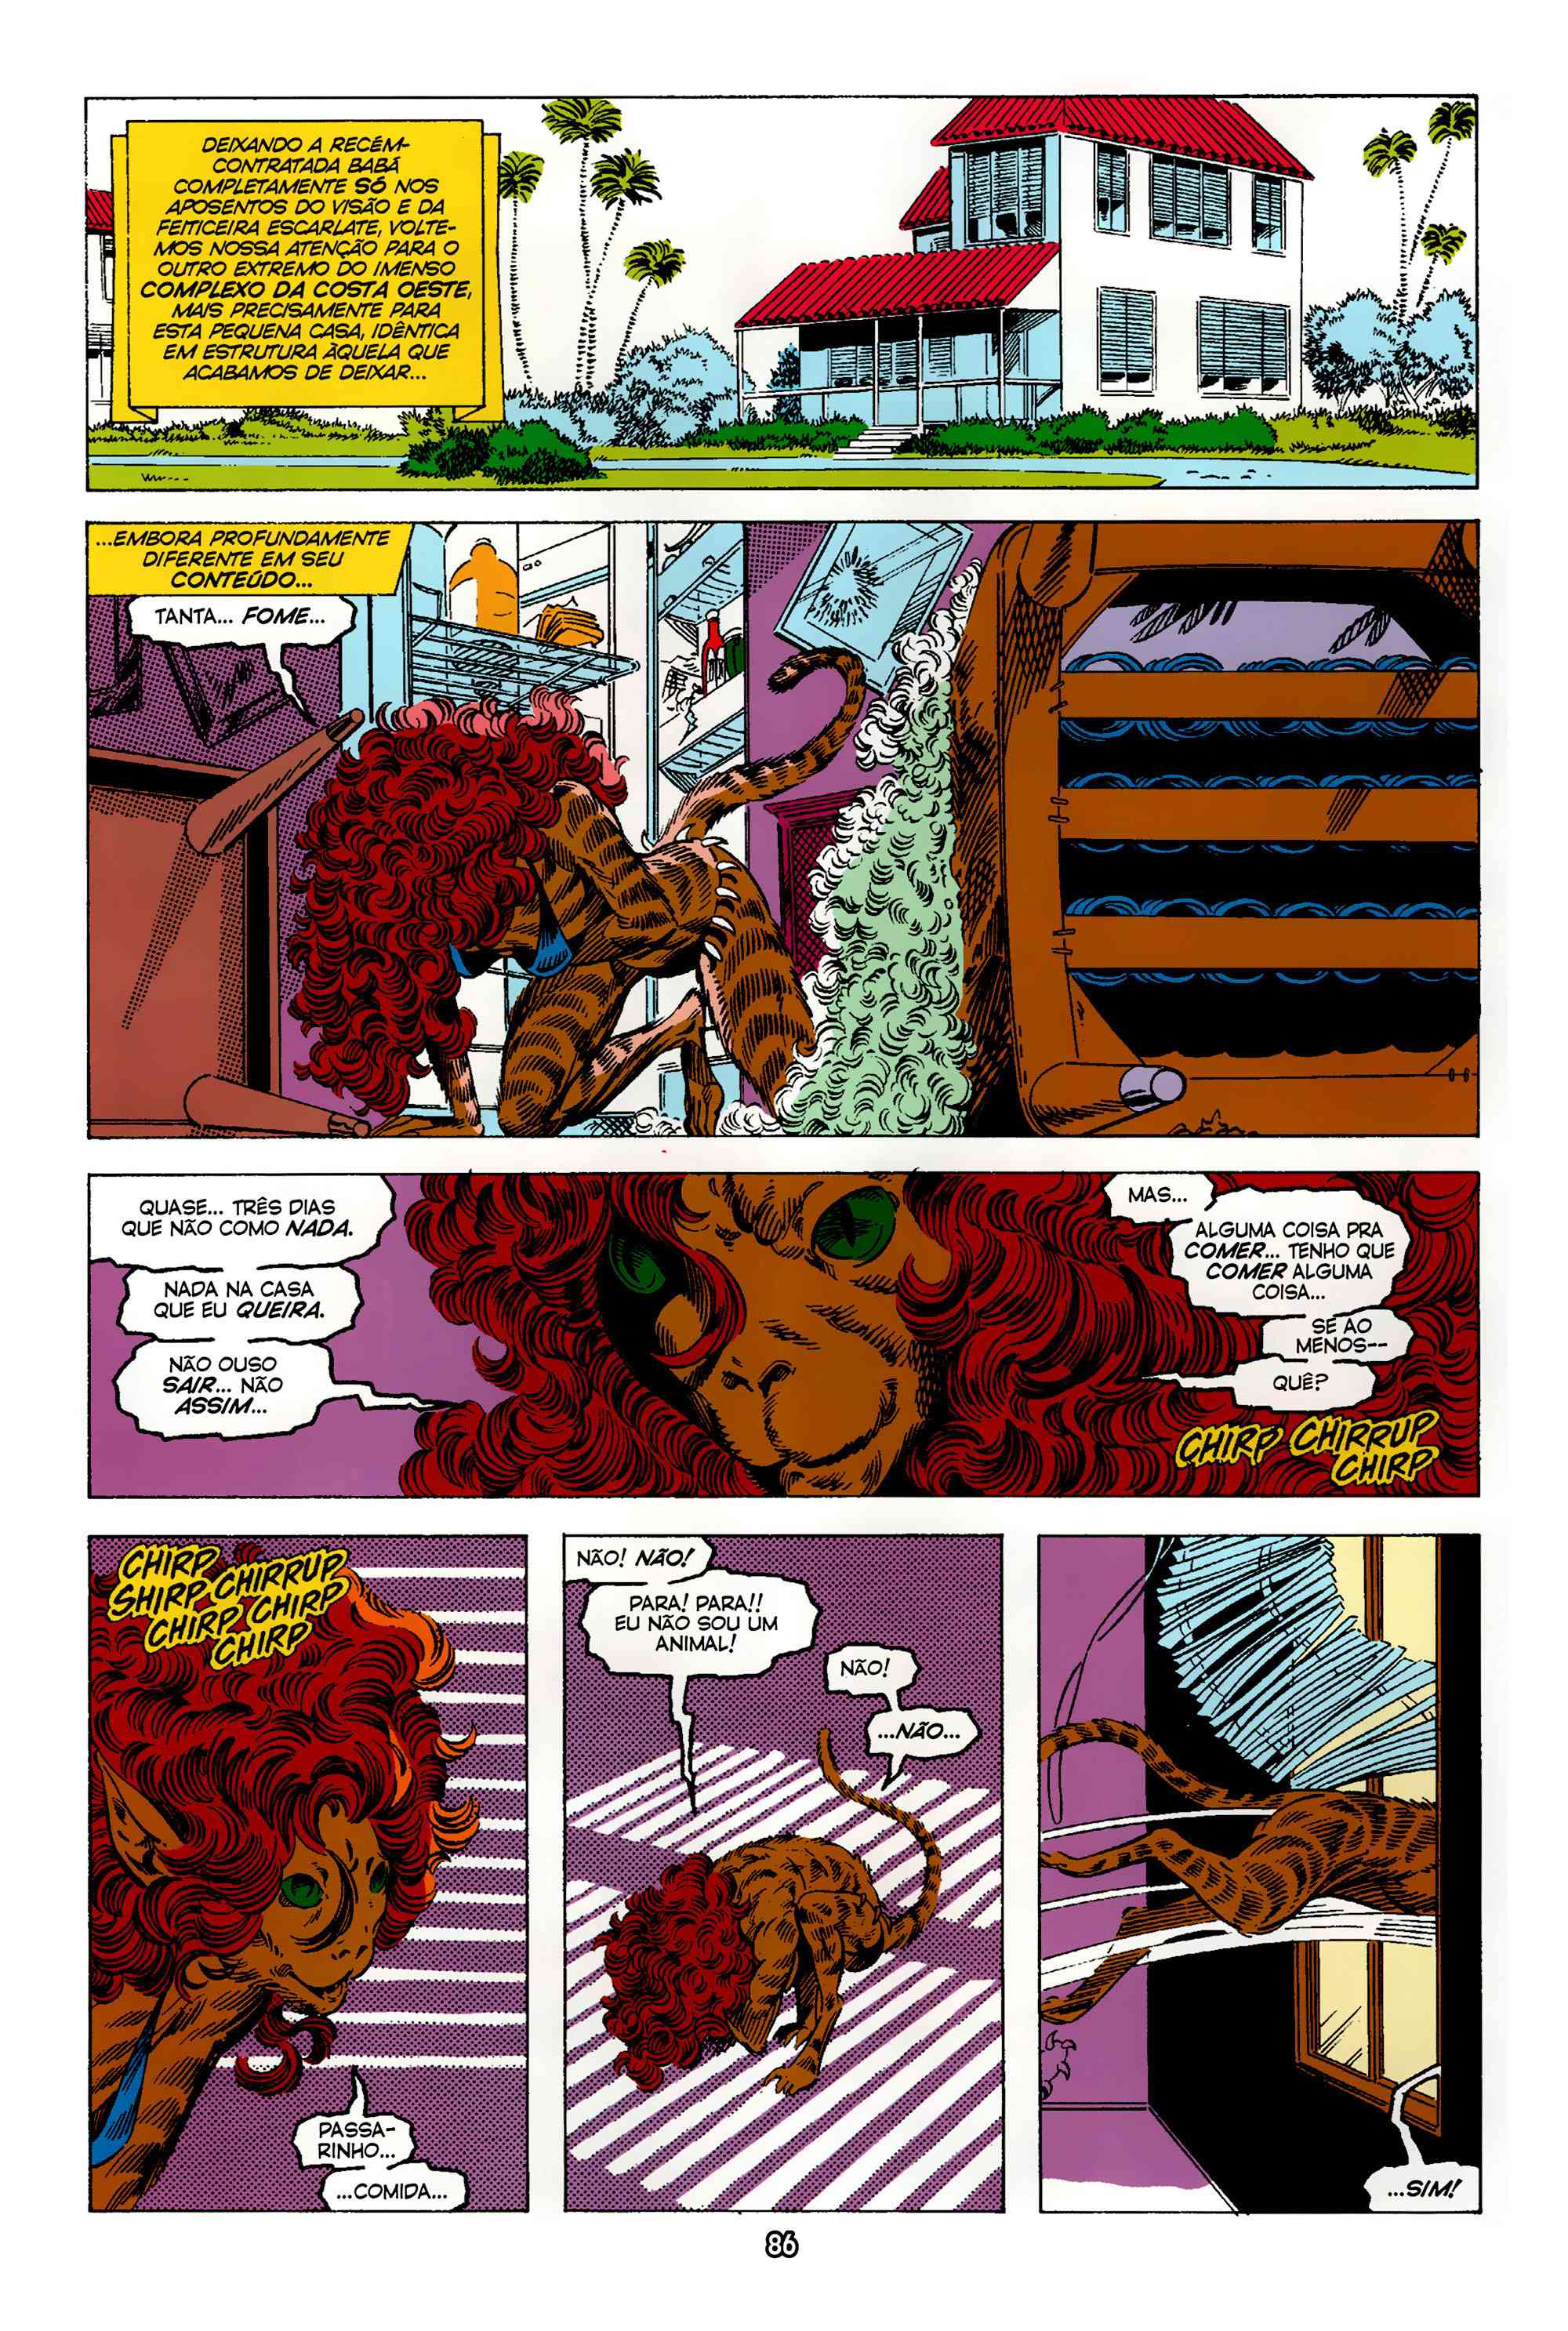 DEIXANDO A RECÉM-
CONTRATADA BABÁ
COMPLETAMENTE SÓ NOS
APOSENTOS DO VISÃO E DA
FEITICEIRA ESCARLATE, VOLTE-
MOS NOSSA ATENÇÃO PARA O
OUTRO EXTREMO DO IMENSO
COMPLEXO DA COSTA OESTE,
MAIS PRECISAMENTE PARA
ESTA PEQUENA CASA, IDÊNTICA
EM ESTRUTURA ÀQUELA QUE
ACABAMOS DE DEIXAR...
...EMBORA PROFUNDAMENTE
DIFERENTE EM SEU
CONTEÚDO...
TANTA... FOME...
QUASE... TRÊS DIAS
QUE NÃO COMO NADA.
NADA NA CASA
QUE EU QUEIRA.
NÃO OUSO
SAIR... NÃO
ASSIM...
MAS...
ALGUMA COISA PRA
COMER... TENHO QUE
COMER ALGUMA
COISA...
SE AO
MENOS--
QUÊ?
CHIRP CHIRRUP
CHIRP
CHIRP
SHIRP CHIRRUP
CHIRP CHIRP
CHIRP
PASSA-
RINHO...
...COMIDA...
NÃO! NÃO!
PARA! PARA!!
EU NÃO SOU UM
ANIMAL!
NÃO!
...NÃO...
...SIM!
86